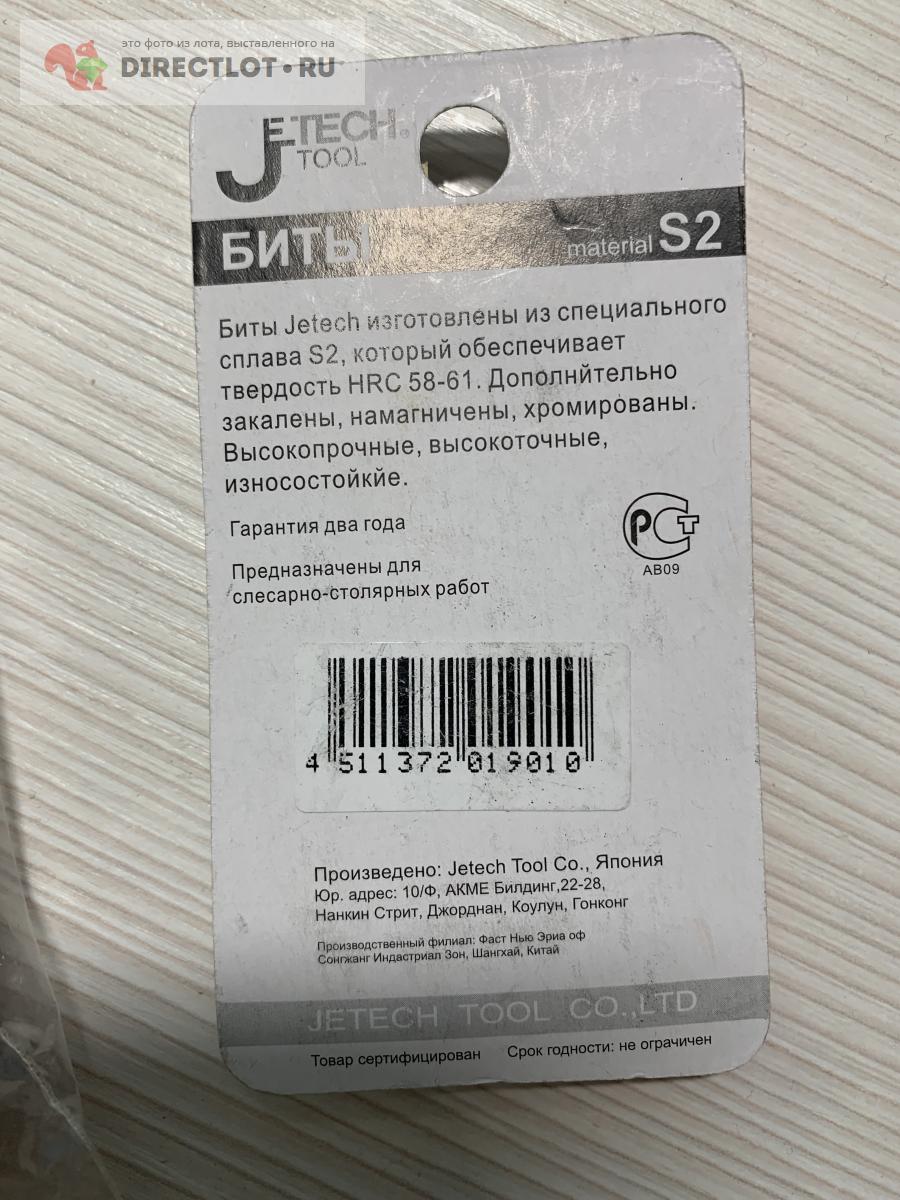 это фото из лота, выставленного на
DIRECTLOT.RU
JETECH®
TOOL
БИТЫ
material S2
Биты Jetech изготовлены из специального
сплава S2, который обеспечивает
твердость HRC 58-61. Дополнйтельно
закалены, намагничены, хромированы.
Высокопрочные, высокоточные,
износостойкйе.
Гарантия два года
Предназначены для
слесарно-столярных работ
РСТ
АВ09
4 511372 019010
Произведено: Jetech Tool Co., Япония
Юр. адрес: 10/Ф, АКМЕ Билдинг,22-28,
Нанкин Стрит, Джорднан, Коулун, Гонконг
Производственный филиал: Фаст Нью Эриа оф
Сонгжанг Индастриал Зон, Шангхай, Китай
JETECH TOOL CO.,LTD
Товар сертифицирован Срок годности: не ограчичен